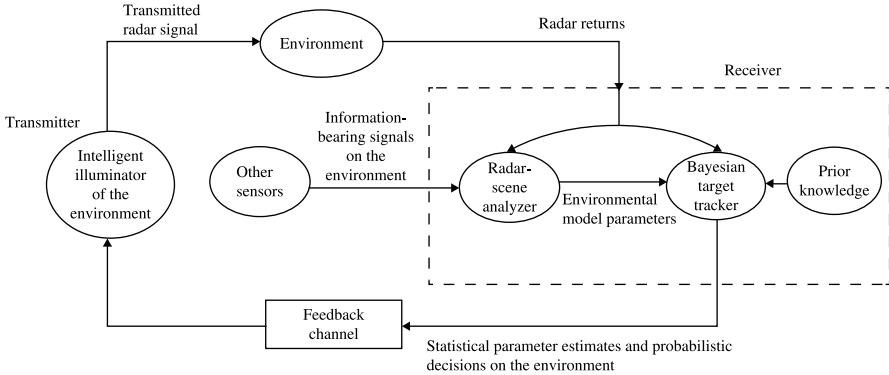 Transmitted
radar signal
Environment
Radar returns
Receiver
Transmitter
Intelligent
illuminator
of the
environment
Other
sensors
Information-
bearing signals
on the
environment
Radar-
scene
analyzer
Environmental
model parameters
Bayesian
target
tracker
Prior
knowledge
Feedback
channel
Statistical parameter estimates and probabilistic
decisions on the environment